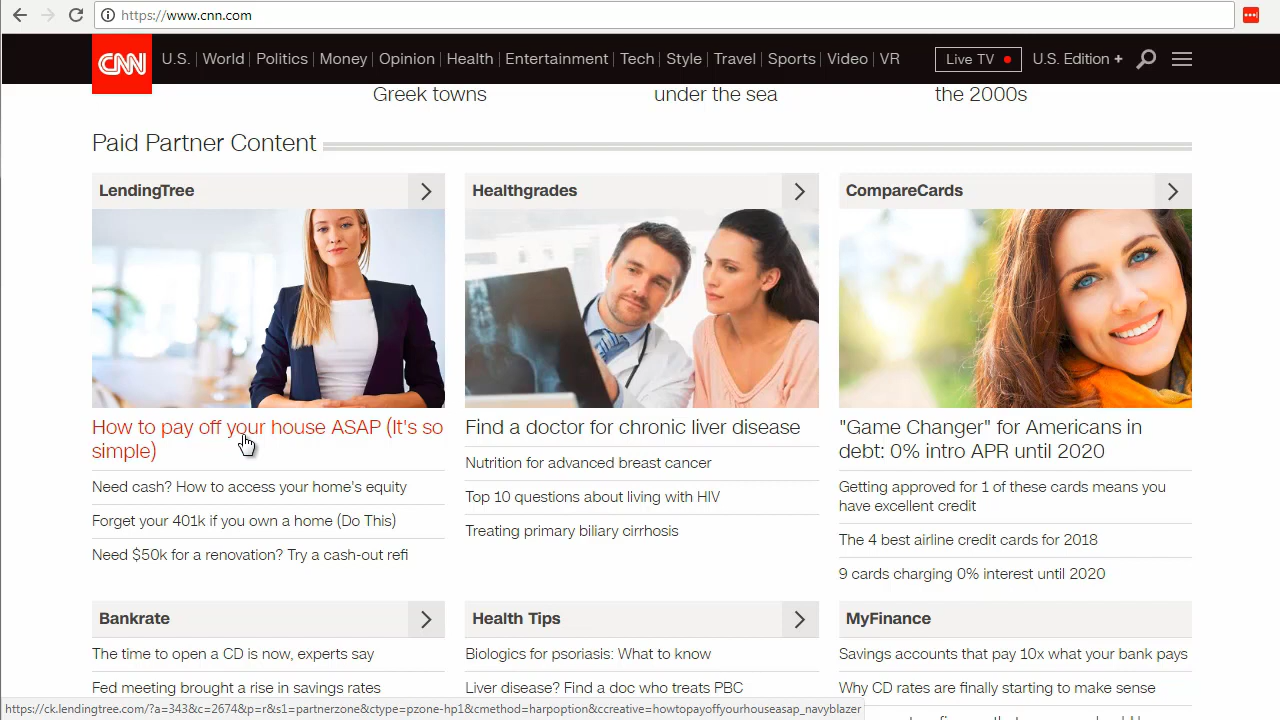 https://www.cnn.com
CNN U.S. World Politics Money Opinion Health Entertainment Tech Style Travel Sports Video VR Live TV U.S. Edition +
Greek towns under the sea the 2000s
Paid Partner Content
LendingTree
How to pay off your house ASAP (It's so
simple)
Need cash? How to access your home's equity
Forget your 401k if you own a home (Do This)
Need $50k for a renovation? Try a cash-out refi
Healthgrades
Find a doctor for chronic liver disease
Nutrition for advanced breast cancer
Top 10 questions about living with HIV
Treating primary biliary cirrhosis
CompareCards
"Game Changer" for Americans in
debt: 0% intro APR until 2020
Getting approved for 1 of these cards means you
have excellent credit
The 4 best airline credit cards for 2018
9 cards charging 0% interest until 2020
Bankrate
The time to open a CD is now, experts say
Fed meeting brought a rise in savings rates
Health Tips
Biologics for psoriasis: What to know
Liver disease? Find a doc who treats PBC
MyFinance
Savings accounts that pay 10x what your bank pays
Why CD rates are finally starting to make sense
https://ck.lendingtree.com/?a=343&c=2674&p=r&s1=partnerzone&ctype=pzone-hp1&cmethod=harpoption&ccreative=howtopayoffyourhouseasap_navyblazer